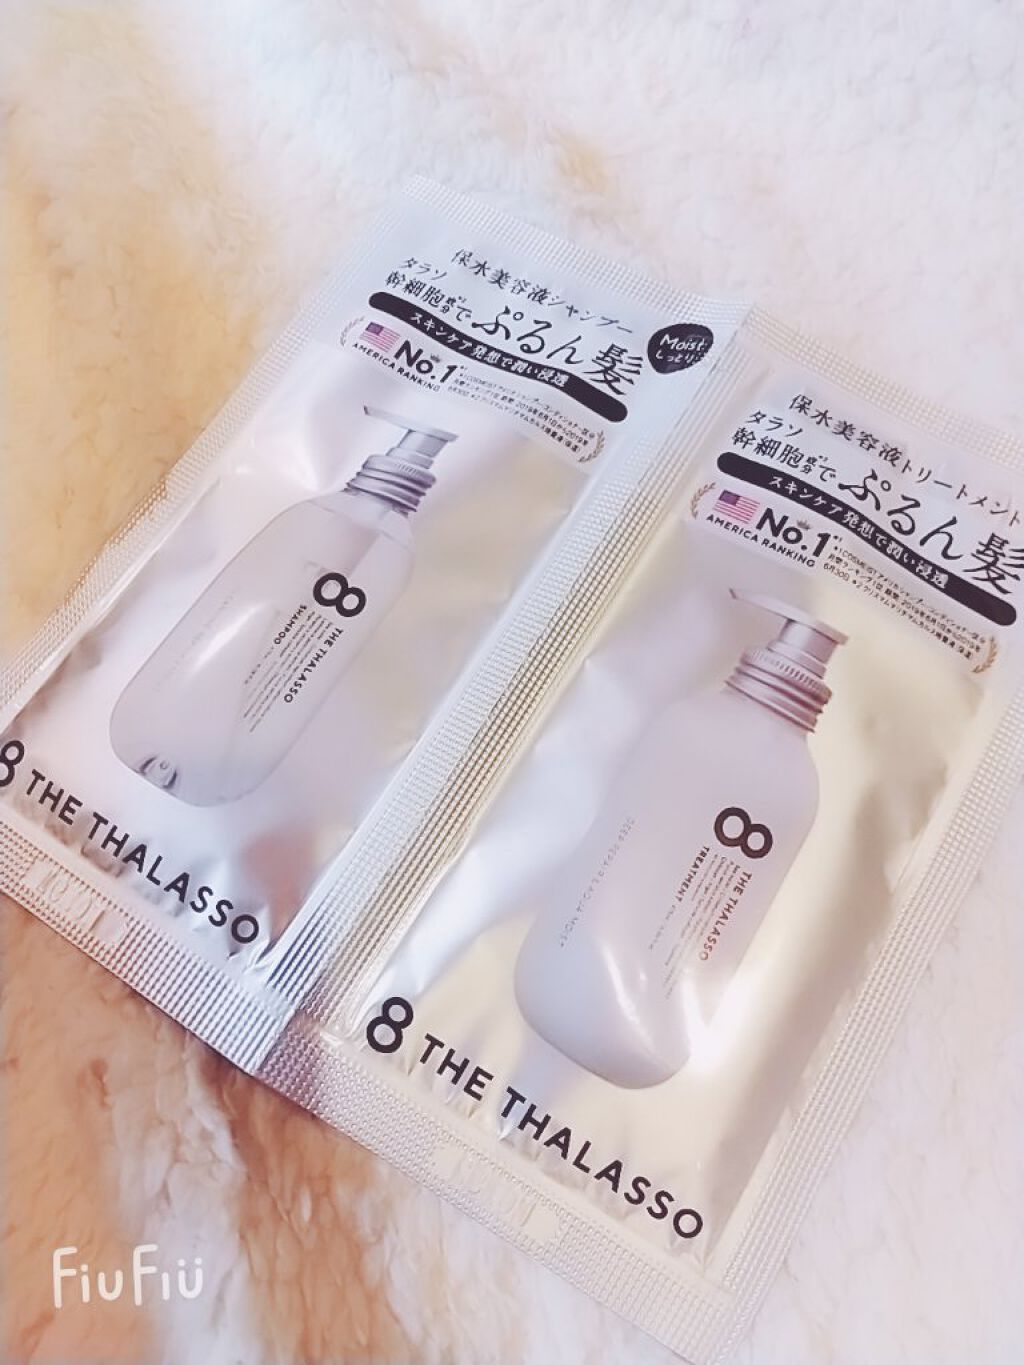 保水美容液シャンプー
タラソ
幹細胞成分*2で
ぷるん髪
スキンケア発想で潤い浸透
Moist
しっとり
No.1*1
AMERICA RANKING
8
THE THALASSO
SHAMPOO
8 THE THALASSO
保水美容液トリートメント
タラソ
幹細胞成分*2で
ぷるん髪
スキンケア発想で潤い浸透
No.1*1
AMERICA RANKING
8
THE THALASSO
TREATMENT
8 THE THALASSO
FiuFiü